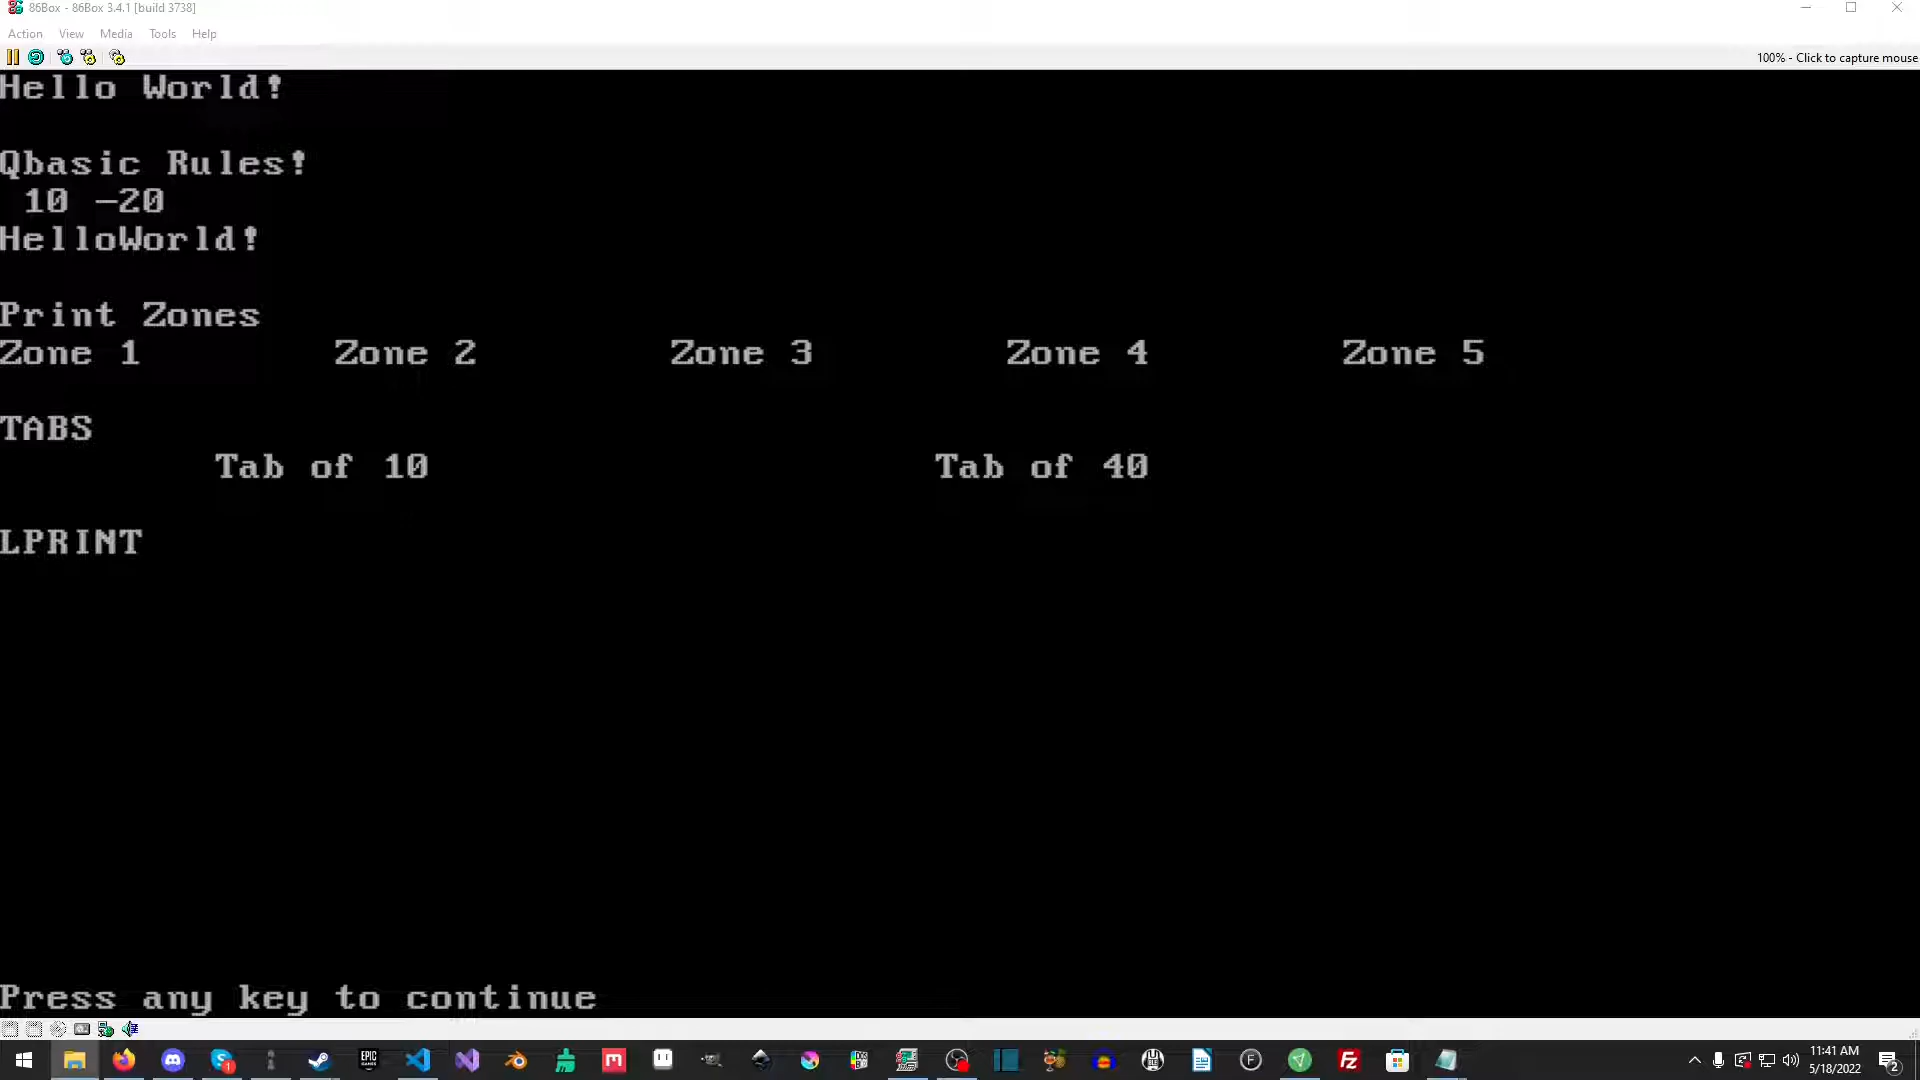 86Box - 86Box 3.4.1 [build 3738]
Action View Media Tools Help
100% - Click to capture mouse
Hello World!
Qbasic Rules!
10 -20
HelloWorld!
Print Zones
Zone 1 Zone 2 Zone 3 Zone 4 Zone 5
TABS
Tab of 10 Tab of 40
LPRINT
Press any key to continue
11:41 AM
5/18/2022